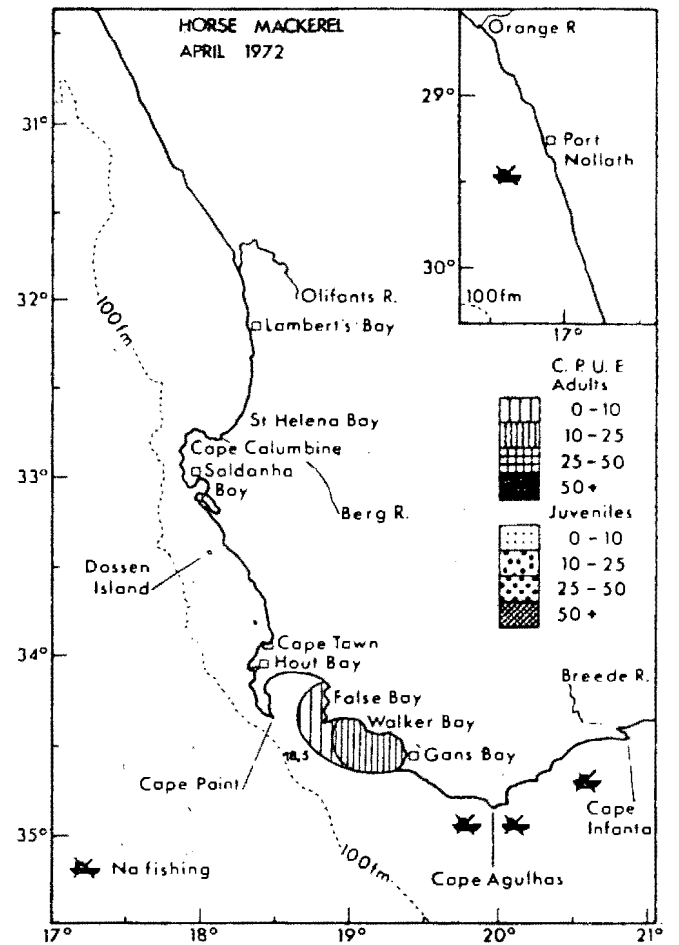 HORSE MACKEREL
APRIL 1972
Orange R
29°
Port
Nolloth
30°
100fm
17°
31°
32°
33°
34°
35°
100fm
Olifants R.
Lambert's Bay
St Helena Bay
Cape Columbine
Saldanha
Bay
Berg R.
Dassen
Island
Cape Town
Hout Bay
False Bay
Walker Bay
Gans Bay
18,5
Cape Point
Breede R.
Cape
Infanta
Cape Agulhas
100fm
No fishing
C. P. U. E
Adults
0-10
10-25
25-50
50+
Juveniles
0-10
10-25
25-50
50+
17°
18°
19°
20°
21°